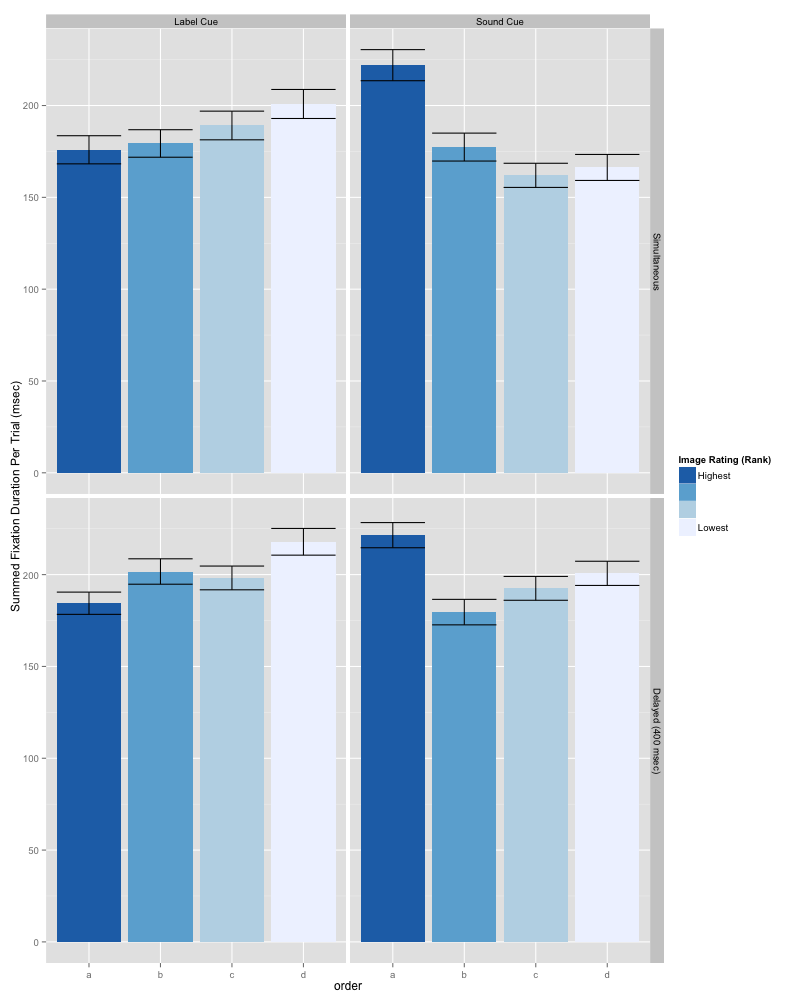 Label Cue
Sound Cue
Summed Fixation Duration Per Trial (msec)
200
150
100
50
0
Simultaneous
200
150
100
50
0
Delayed (400 msec)
a b c d
a b c d
order
Image Rating (Rank)
Highest
Lowest